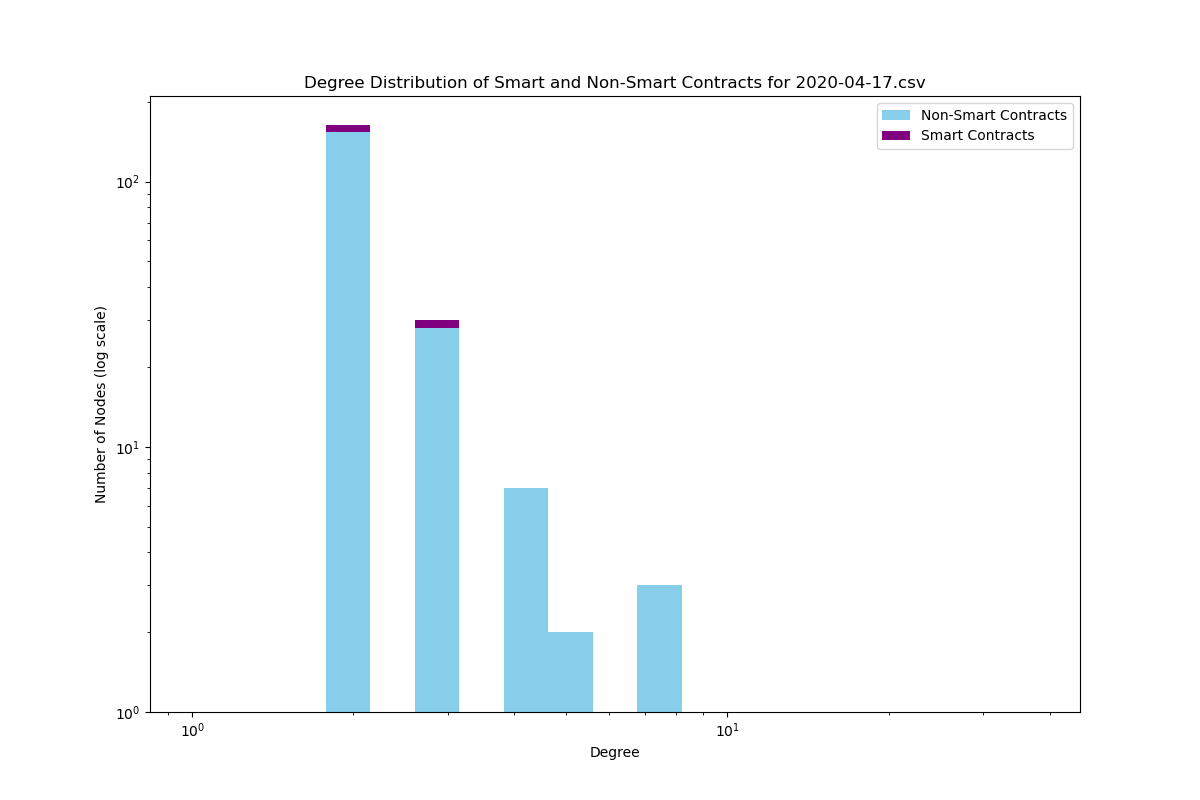 Degree Distribution of Smart and Non-Smart Contracts for 2020-04-17.csv
Non-Smart Contracts
Smart Contracts
Number of Nodes (log scale)
10²
10¹
10⁰
10⁰ 10¹
Degree